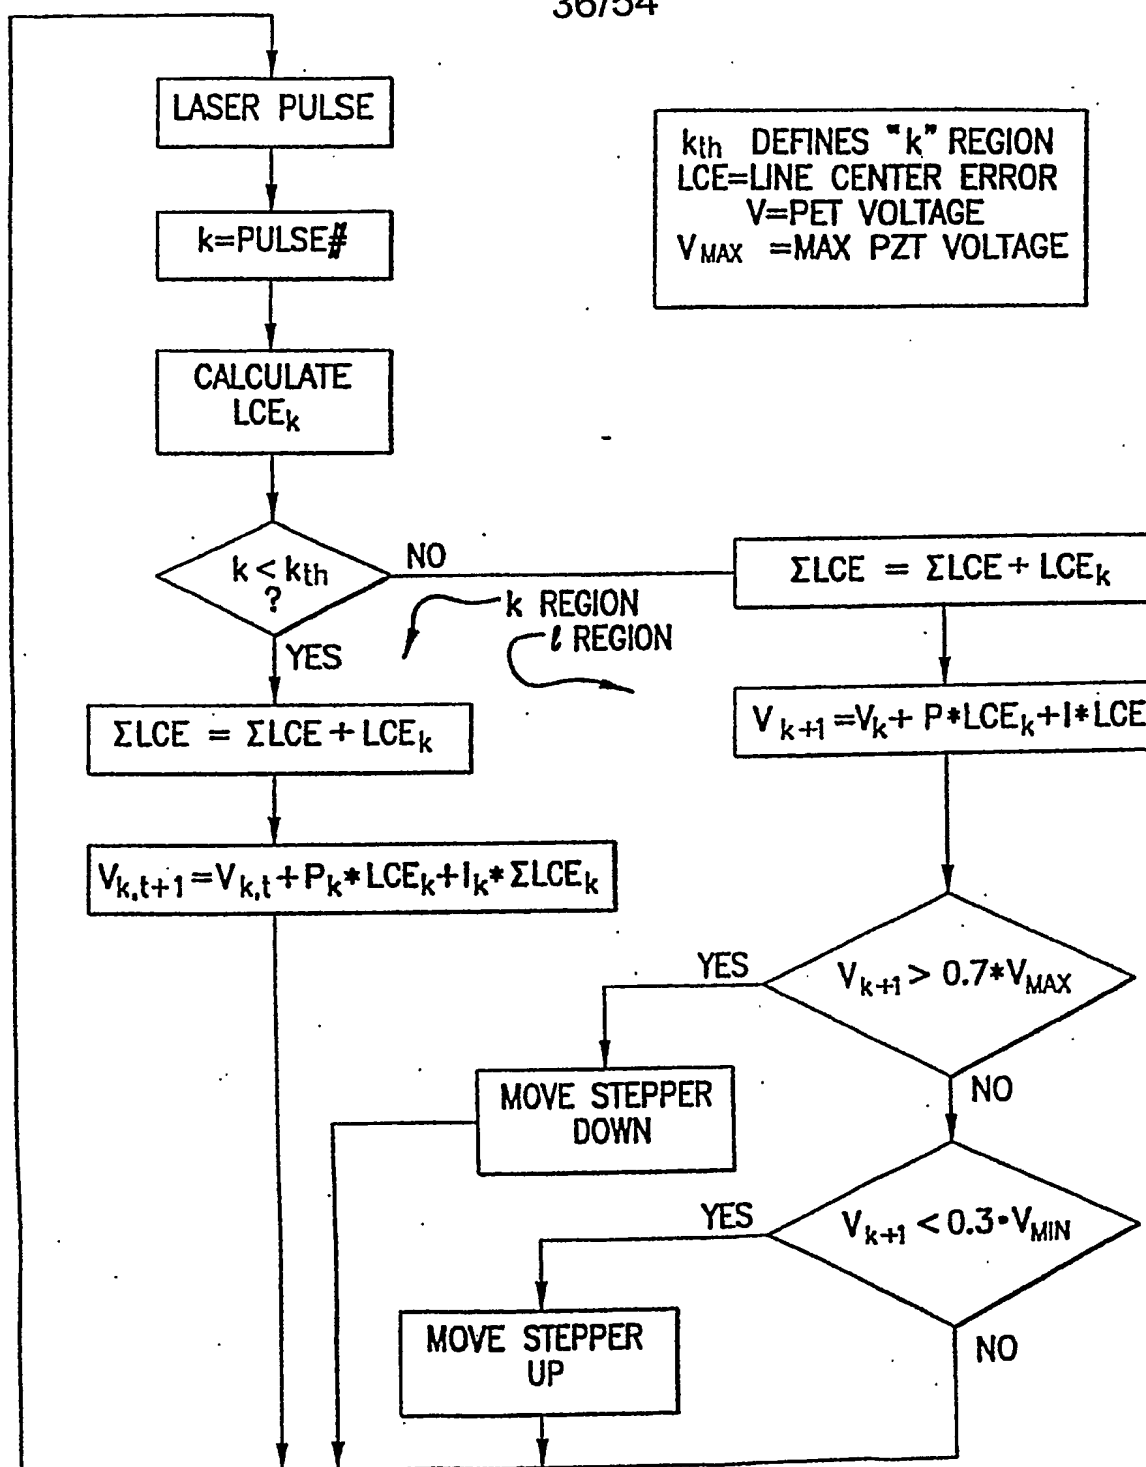 36/54
LASER PULSE
k=PULSE#
CALCULATE
LCEk
k < kth
?
NO
YES
k REGION
ℓ REGION
kth DEFINES "k" REGION
LCE=LINE CENTER ERROR
V=PET VOLTAGE
VMAX =MAX PZT VOLTAGE
ΣLCE = ΣLCE + LCEk
Vk,t+1=Vk,t+Pk*LCEk+Ik*ΣLCEk
ΣLCE = ΣLCE + LCEk
Vk+1=Vk+ P*LCEk+I*LCE
Vk+1 > 0.7*VMAX
YES
NO
MOVE STEPPER
DOWN
Vk+1 < 0.3•VMIN
YES
NO
MOVE STEPPER
UP